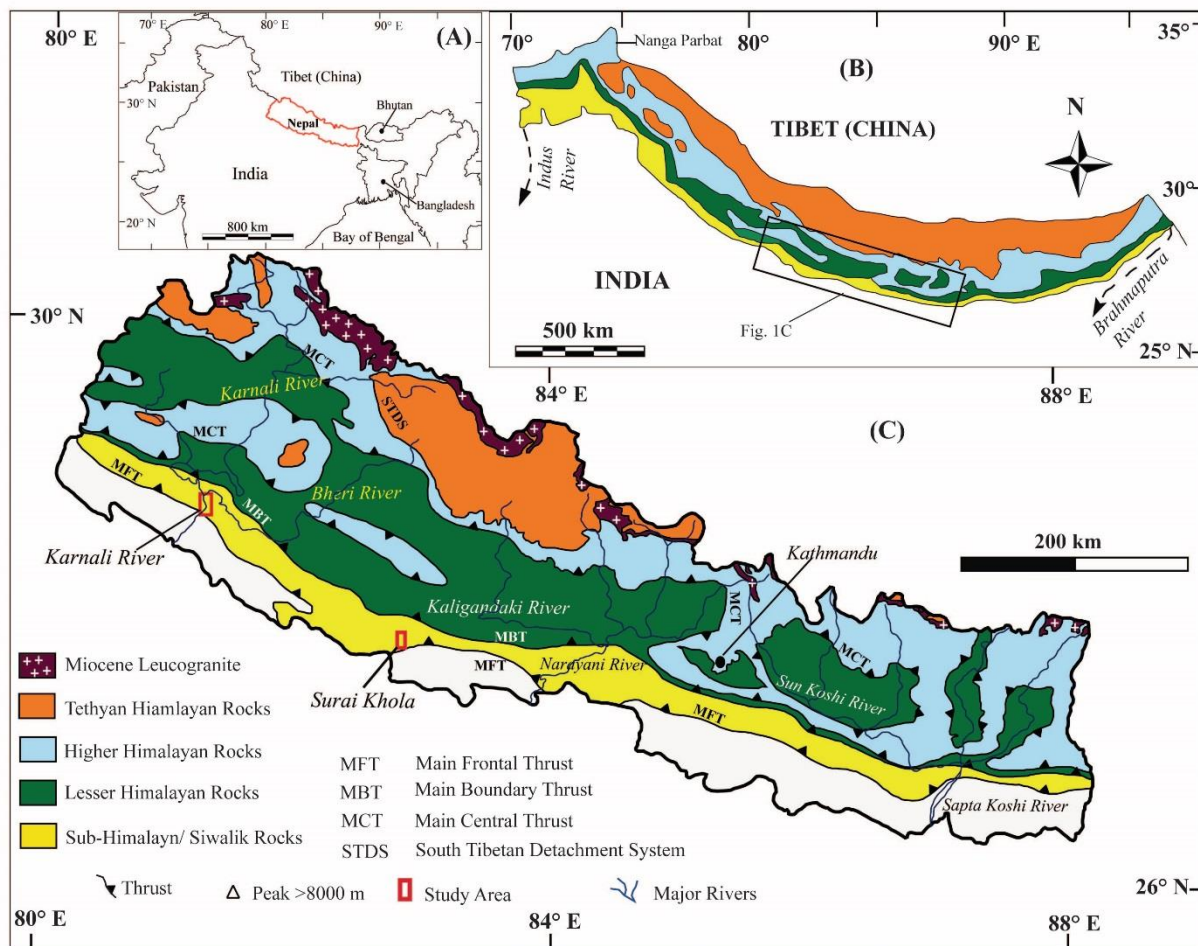 80° E
70° E
80° E
90° E
(A)
Pakistan
Tibet (China)
30° N
Bhutan
Nepal
India
Bangladesh
20° N
800 km
Bay of Bengal
70°
Nanga Parbat
80°
90° E
35°
(B)
N
TIBET (CHINA)
Indus River
30°
INDIA
Fig. 1C
Brahmaputra River
500 km
25° N
30° N
84° E
88° E
MCT
Karnali River
STDS
(C)
MCT
MFT
Bheri River
MBT
Karnali River
200 km
Kathmandu
Kaligandaki River
MCT
MBT
MCT
Narayani River
MFT
Sun Koshi River
Surai Khola
MFT
Sapta Koshi River
Miocene Leucogranite
Tethyan Hiamlayan Rocks
Higher Himalayan Rocks
Lesser Himalayan Rocks
Sub-Himalayn/ Siwalik Rocks
MFT Main Frontal Thrust
MBT Main Boundary Thrust
MCT Main Central Thrust
STDS South Tibetan Detachment System
Thrust
Peak >8000 m
Study Area
Major Rivers
26° N
80° E
84° E
88° E